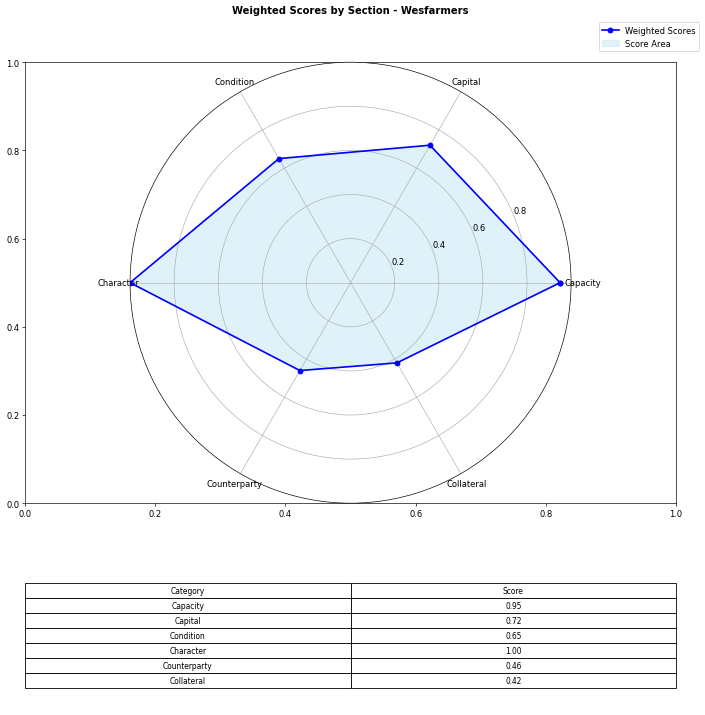 Weighted Scores by Section - Wesfarmers
Weighted Scores
Score Area
1.0
Condition
Capital
0.8
0.8
0.6
0.6
0.4
0.2
Character
Capacity
0.4
0.2
Counterparty
Collateral
0.0
0.0 0.2 0.4 0.6 0.8 1.0
Category Score
Capacity 0.95
Capital 0.72
Condition 0.65
Character 1.00
Counterparty 0.46
Collateral 0.42